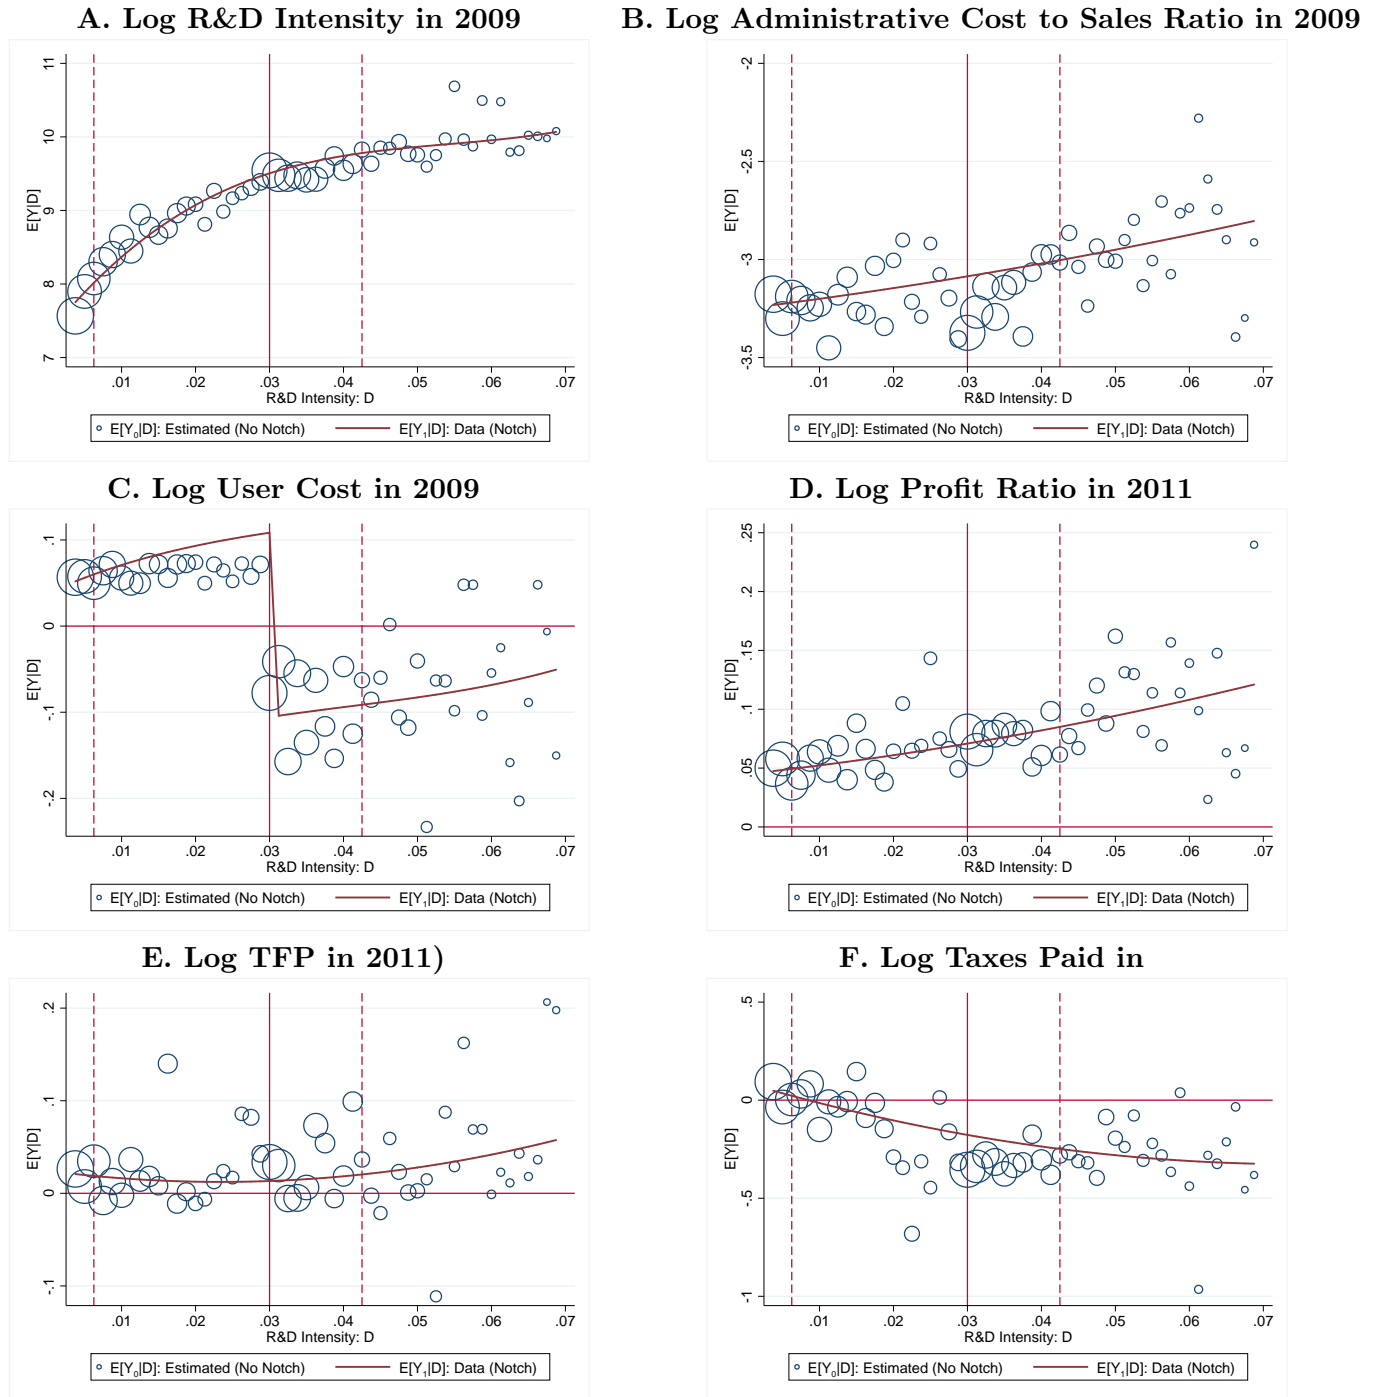 A. Log R&D Intensity in 2009
E[Y|D]
11
10
9
8
7
.01 .02 .03 .04 .05 .06 .07
R&D Intensity: D
E[Y0|D]: Estimated (No Notch) E[Y1|D]: Data (Notch)
B. Log Administrative Cost to Sales Ratio in 2009
E[Y|D]
-2
-2.5
-3
-3.5
.01 .02 .03 .04 .05 .06 .07
R&D Intensity: D
E[Y0|D]: Estimated (No Notch) E[Y1|D]: Data (Notch)
C. Log User Cost in 2009
E[Y|D]
.1
0
-.1
-.2
.01 .02 .03 .04 .05 .06 .07
R&D Intensity: D
E[Y0|D]: Estimated (No Notch) E[Y1|D]: Data (Notch)
D. Log Profit Ratio in 2011
E[Y|D]
.25
.2
.15
.1
.05
0
.01 .02 .03 .04 .05 .06 .07
R&D Intensity: D
E[Y0|D]: Estimated (No Notch) E[Y1|D]: Data (Notch)
E. Log TFP in 2011)
E[Y|D]
.2
.1
0
-.1
.01 .02 .03 .04 .05 .06 .07
R&D Intensity: D
E[Y0|D]: Estimated (No Notch) E[Y1|D]: Data (Notch)
F. Log Taxes Paid in
E[Y|D]
.5
0
-.5
-1
.01 .02 .03 .04 .05 .06 .07
R&D Intensity: D
E[Y0|D]: Estimated (No Notch) E[Y1|D]: Data (Notch)